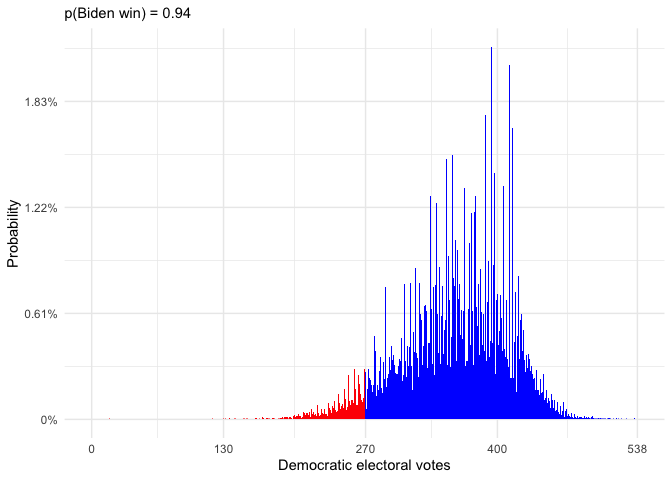 p(Biden win) = 0.94
1.83%
1.22%
0.61%
0%
Probability
0 130 270 400 538
Democratic electoral votes